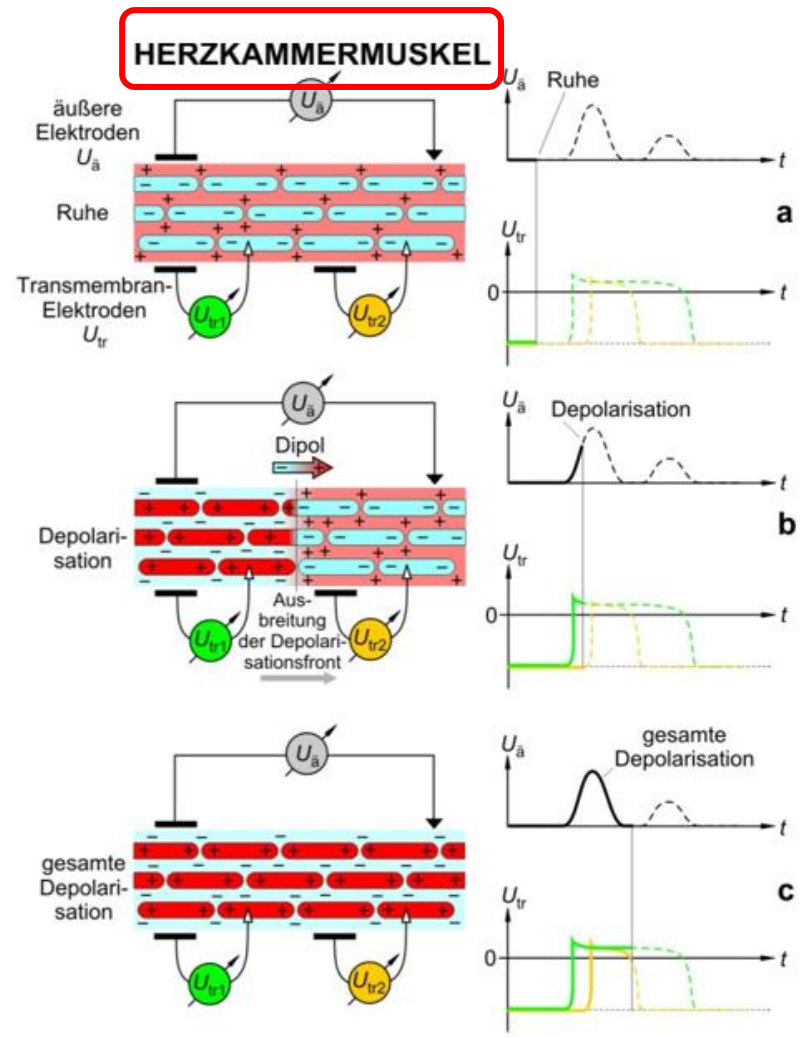 HERZKAMMERMUSKEL
äußere
Elektroden
Uä
Uä
Ruhe
Transmembran-
Elektroden
Utr
Utr1
Utr2
Uä
Ruhe
t
a
Utr
0
t
Uä
Dipol
Depolari-
sation
Aus-
breitung
der Depolari-
sationsfront
Utr1
Utr2
Uä
Depolarisation
t
b
Utr
0
t
Uä
gesamte
Depolari-
sation
Utr1
Utr2
Uä
gesamte
Depolarisation
t
c
Utr
0
t